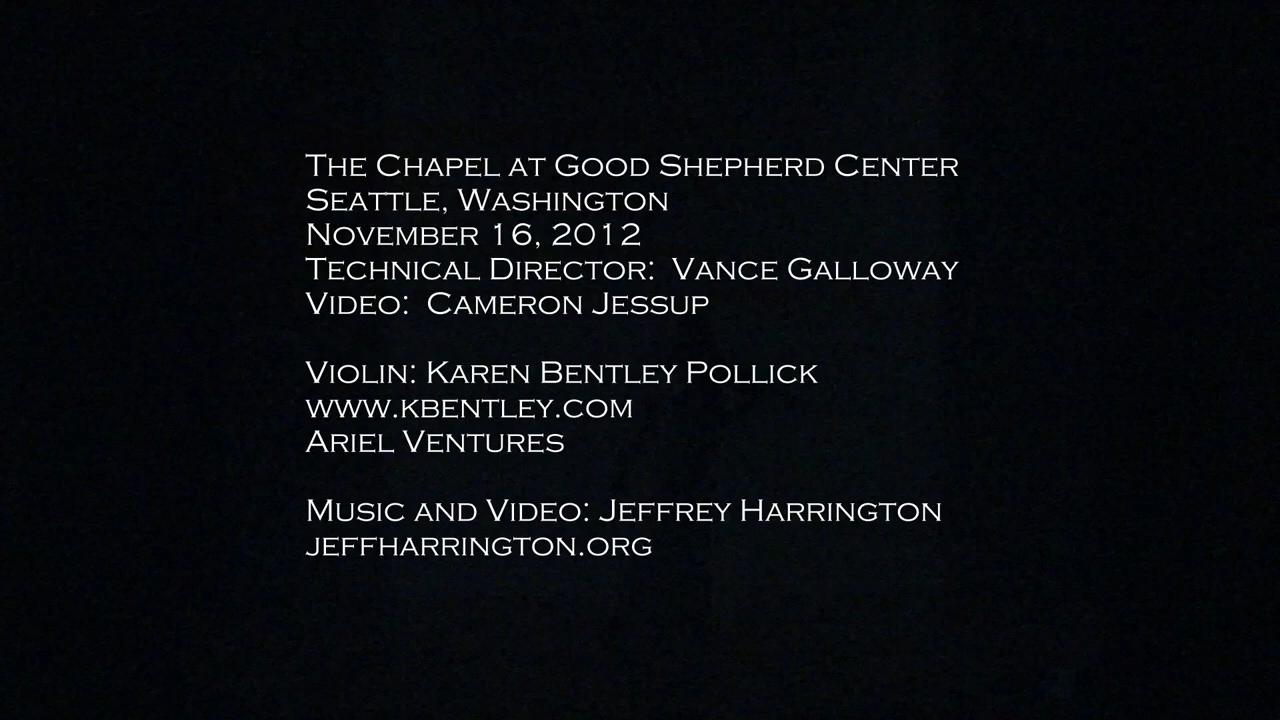 The Chapel at Good Shepherd Center
Seattle, Washington
November 16, 2012
Technical Director:  Vance Galloway
Video:  Cameron Jessup
Violin: Karen Bentley Pollick
www.kbentley.com
Ariel Ventures
Music and Video: Jeffrey Harrington
jeffharrington.org